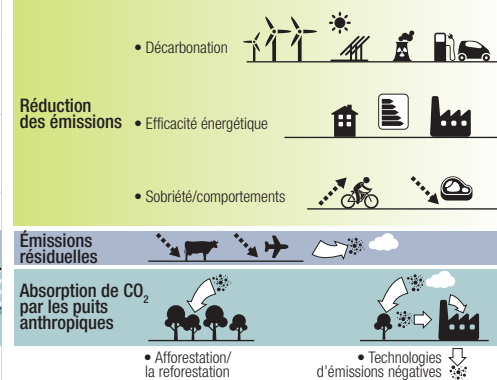 • Décarbonation
Réduction
des émissions
• Efficacité énergétique
• Sobriété/comportements
Émissions
résiduelles
Absorption de CO₂
par les puits
anthropiques
• Afforestation/
la reforestation
• Technologies
d'émissions négatives